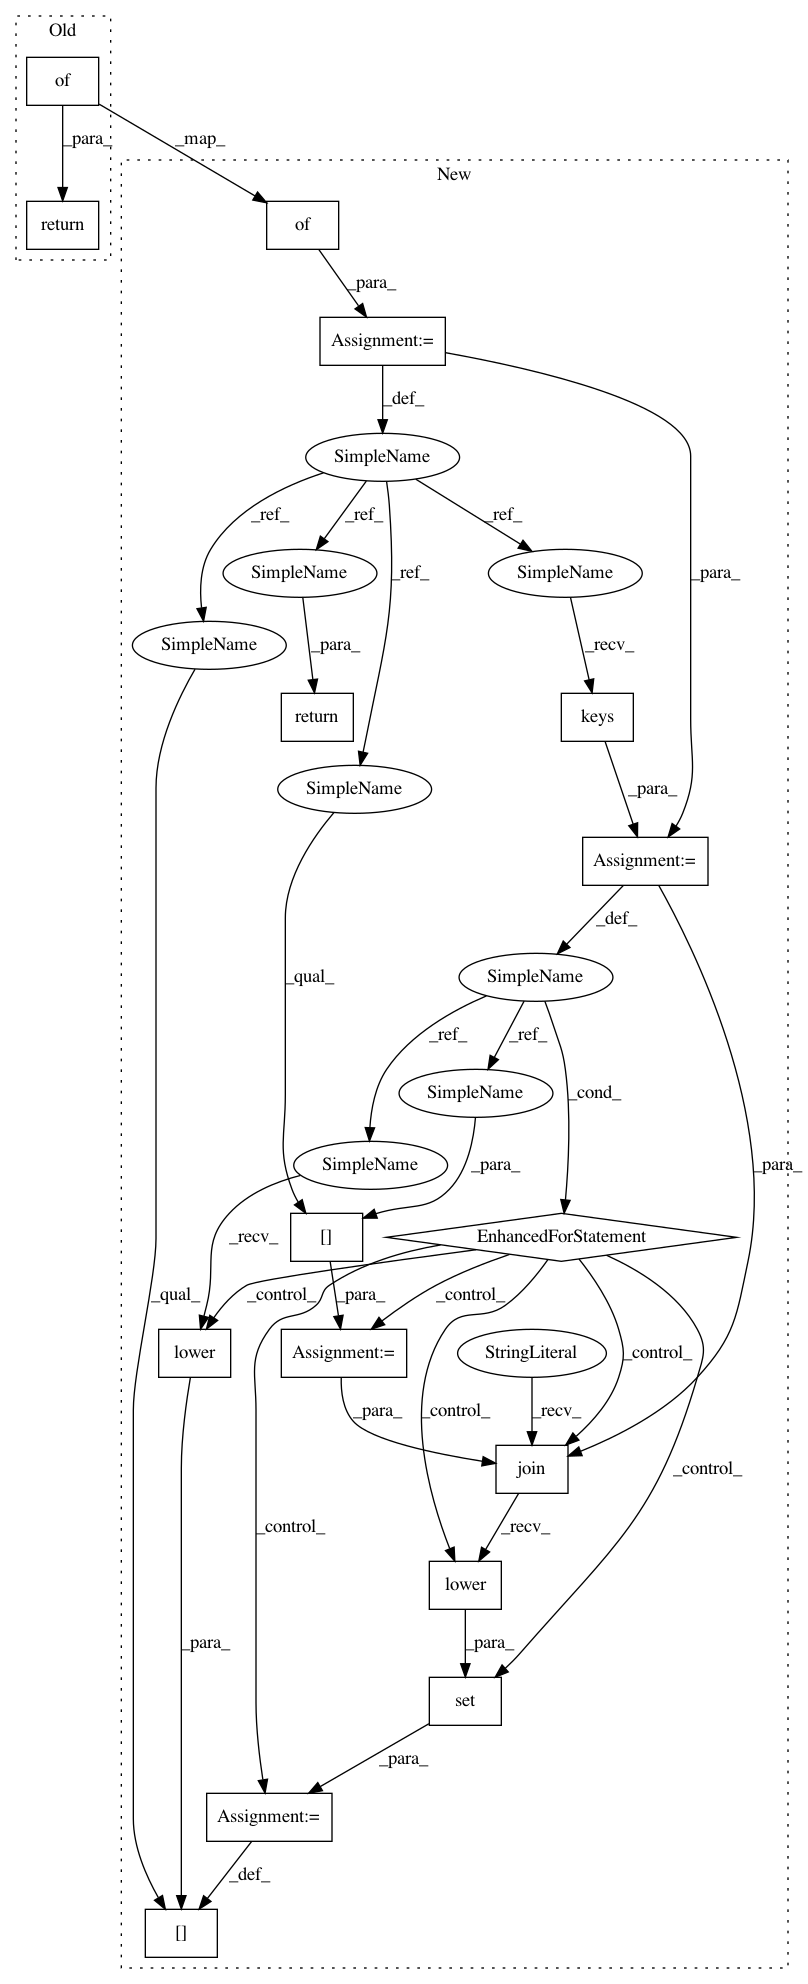 Old
of
_para_
_map_
New
return
of
_para_
Assignment:=
_def_
SimpleName
_ref_
_ref_
_ref_
_ref_
_para_
SimpleName
SimpleName
SimpleName
_para_
_recv_
return
keys
SimpleName
_para_
Assignment:=
_def_
_qual_
SimpleName
_ref_
_ref_
_cond_
SimpleName
SimpleName
_para_
_para_
_recv_
[]
EnhancedForStatement
_qual_
_control_
_para_
_control_
lower
Assignment:=
StringLiteral
_control_
_para_
_control_
_recv_
join
_control_
_control_
_recv_
lower
_para_
_para_
set
_para_
Assignment:=
_def_
[]